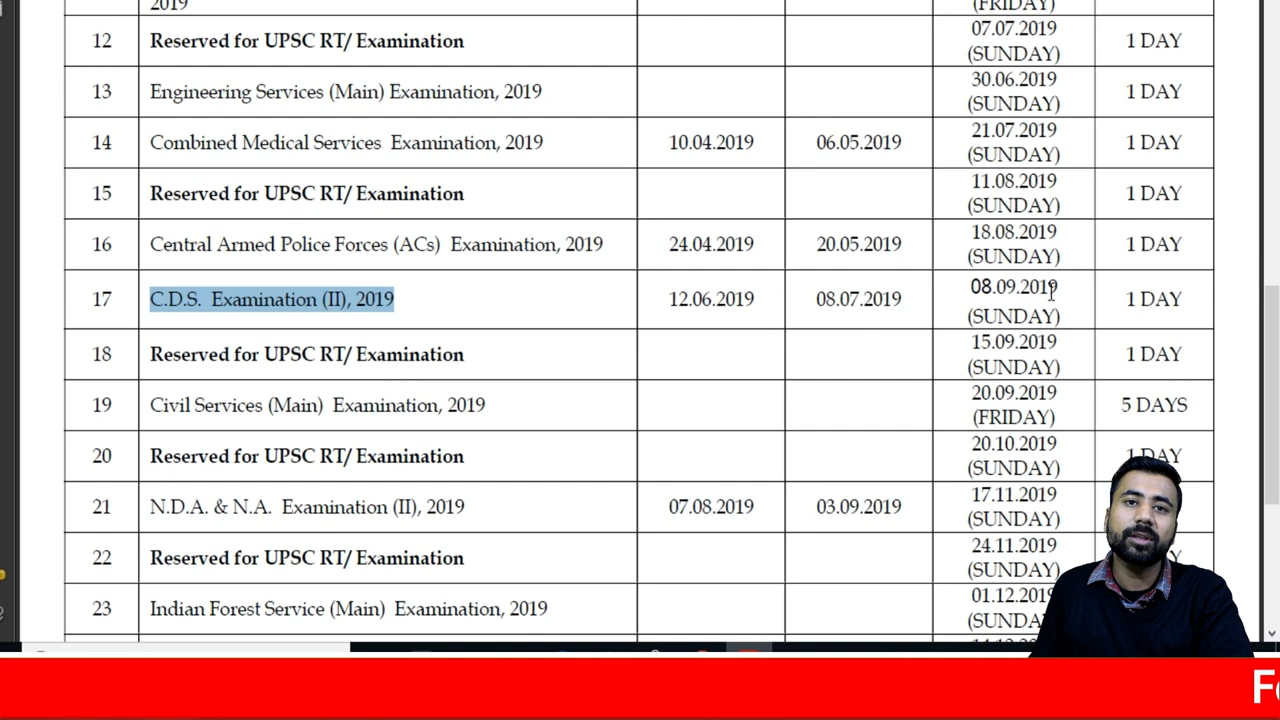 2019 (FRIDAY)
12 Reserved for UPSC RT/ Examination 07.07.2019 (SUNDAY) 1 DAY
13 Engineering Services (Main) Examination, 2019 30.06.2019 (SUNDAY) 1 DAY
14 Combined Medical Services Examination, 2019 10.04.2019 06.05.2019 21.07.2019 (SUNDAY) 1 DAY
15 Reserved for UPSC RT/ Examination 11.08.2019 (SUNDAY) 1 DAY
16 Central Armed Police Forces (ACs) Examination, 2019 24.04.2019 20.05.2019 18.08.2019 (SUNDAY) 1 DAY
17 C.D.S. Examination (II), 2019 12.06.2019 08.07.2019 08.09.2019 (SUNDAY) 1 DAY
18 Reserved for UPSC RT/ Examination 15.09.2019 (SUNDAY) 1 DAY
19 Civil Services (Main) Examination, 2019 20.09.2019 (FRIDAY) 5 DAYS
20 Reserved for UPSC RT/ Examination 20.10.2019 (SUNDAY) 1 DAY
21 N.D.A. & N.A. Examination (II), 2019 07.08.2019 03.09.2019 17.11.2019 (SUNDAY)
22 Reserved for UPSC RT/ Examination 24.11.2019 (SUNDAY)
23 Indian Forest Service (Main) Examination, 2019 01.12.2019 (SUNDA